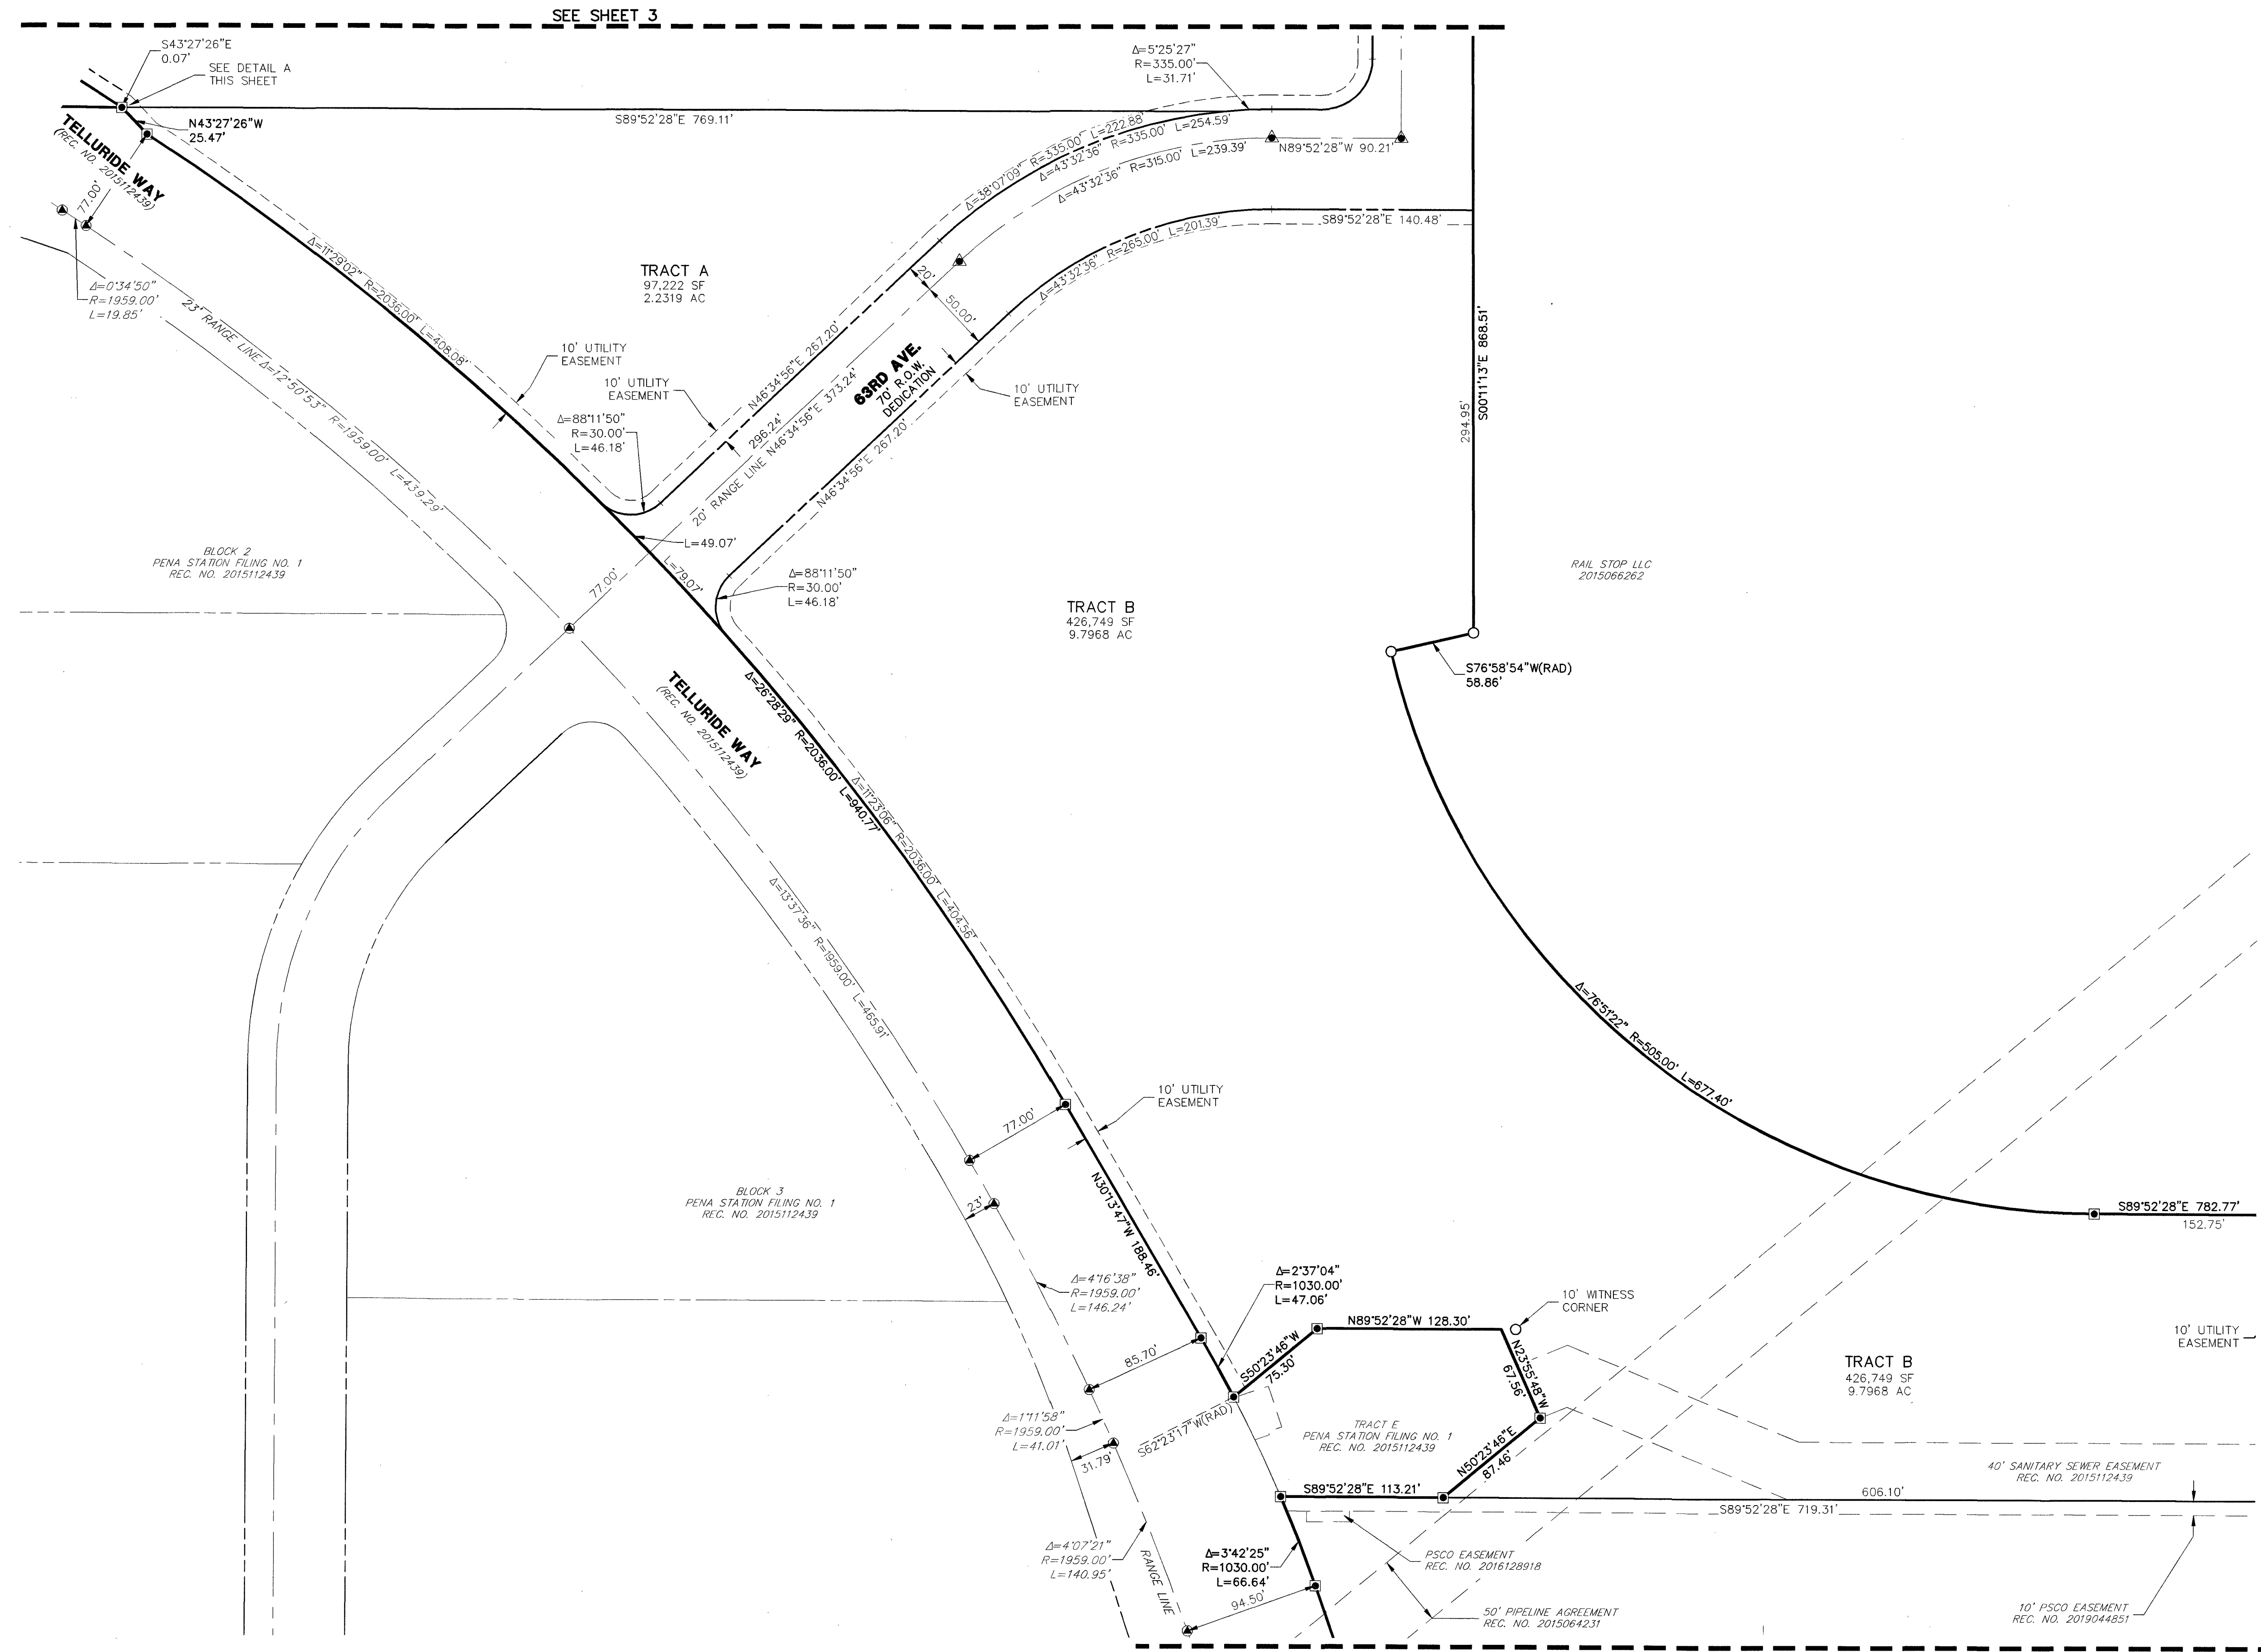 SEE SHEET 3
S43°27'26"E
0.07'
SEE DETAIL A
THIS SHEET
N43°27'26"W
25.47'
TELLURIDE WAY
(REC. NO. 2015112439)
77.00'
Δ=0°34'50"
R=1959.00'
L=19.85'
S89°52'28"E 769.11'
Δ=5°25'27"
R=335.00'
L=31.71'
Δ=38°07'09" R=335.00' L=222.88'
Δ=43°32'36" R=335.00' L=254.59'
Δ=43°32'36" R=315.00' L=239.39'
N89°52'28"W 90.21'
S89°52'28"E 140.48'
Δ=43°32'36" R=265.00' L=201.39'
Δ=11°29'02" R=2036.00' L=408.08'
23' RANGE LINE Δ=12°50'53" R=1959.00' L=439.29'
TRACT A
97,222 SF
2.2319 AC
20'
50.00'
10' UTILITY
EASEMENT
10' UTILITY
EASEMENT
N46°34'56"E 267.20'
296.24'
20' RANGE LINE N46°34'56"E 373.24'
63RD AVE.
70' R.O.W.
DEDICATION
N46°34'56"E 267.20'
10' UTILITY
EASEMENT
294.95'
S00°11'13"E 868.51'
Δ=88°11'50"
R=30.00'
L=46.18'
L=49.07'
L=79.07'
77.00'
Δ=88°11'50"
R=30.00'
L=46.18'
BLOCK 2
PENA STATION FILING NO. 1
REC. NO. 2015112439
RAIL STOP LLC
2015066262
TRACT B
426,749 SF
9.7968 AC
S76°58'54"W(RAD)
58.86'
TELLURIDE WAY
(REC. NO. 2015112439)
Δ=26°28'29" R=2036.00' L=940.77'
Δ=11°23'06" R=2036.00' L=404.56'
Δ=13°37'36" R=1959.00' L=465.91'
Δ=76°51'22" R=505.00' L=677.40'
10' UTILITY
EASEMENT
77.00'
N30°13'47"W 188.46'
BLOCK 3
PENA STATION FILING NO. 1
REC. NO. 2015112439
23'
S89°52'28"E 782.77'
152.75'
Δ=4°16'38"
R=1959.00'
L=146.24'
Δ=2°37'04"
R=1030.00'
L=47.06'
10' WITNESS
CORNER
N89°52'28"W 128.30'
10' UTILITY
EASEMENT
85.70'
S50°23'46"W
75.30'
N23°55'48"W
67.56'
TRACT B
426,749 SF
9.7968 AC
Δ=1°11'58"
R=1959.00'
L=41.01'
S62°23'17"W(RAD)
31.79'
TRACT E
PENA STATION FILING NO. 1
REC. NO. 2015112439
N50°23'46"E
87.46'
40' SANITARY SEWER EASEMENT
REC. NO. 2015112439
S89°52'28"E 113.21'
606.10'
S89°52'28"E 719.31'
Δ=4°07'21"
R=1959.00'
L=140.95'
RANGE LINE
Δ=3°42'25"
R=1030.00'
L=66.64'
94.50'
PSCO EASEMENT
REC. NO. 2016128918
50' PIPELINE AGREEMENT
REC. NO. 2015064231
10' PSCO EASEMENT
REC. NO. 2019044851